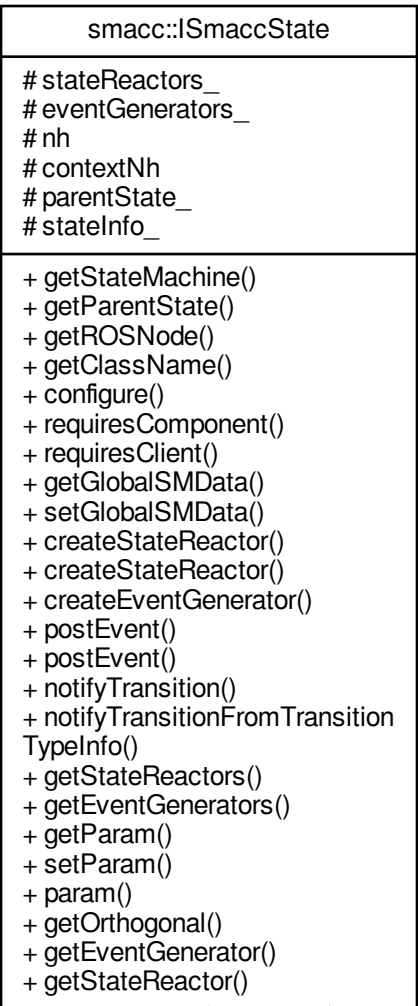 smacc::ISmaccState
# stateReactors_
# eventGenerators_
# nh
# contextNh
# parentState_
# stateInfo_
+ getStateMachine()
+ getParentState()
+ getROSNode()
+ getClassName()
+ configure()
+ requiresComponent()
+ requiresClient()
+ getGlobalSMData()
+ setGlobalSMData()
+ createStateReactor()
+ createStateReactor()
+ createEventGenerator()
+ postEvent()
+ postEvent()
+ notifyTransition()
+ notifyTransitionFromTransition
TypeInfo()
+ getStateReactors()
+ getEventGenerators()
+ getParam()
+ setParam()
+ param()
+ getOrthogonal()
+ getEventGenerator()
+ getStateReactor()